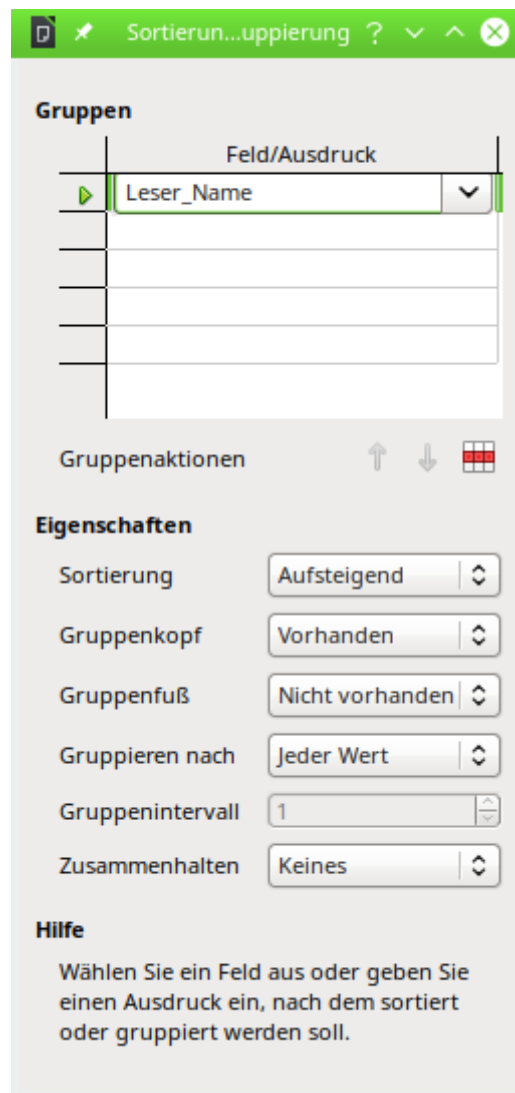 Sortierun...uppierung ?
Gruppen
Feld/Ausdruck
Leser_Name
Gruppenaktionen
Eigenschaften
Sortierung Aufsteigend
Gruppenkopf Vorhanden
Gruppenfuß Nicht vorhanden
Gruppieren nach Jeder Wert
Gruppenintervall 1
Zusammenhalten Keines
Hilfe
Wählen Sie ein Feld aus oder geben Sie
einen Ausdruck ein, nach dem sortiert
oder gruppiert werden soll.